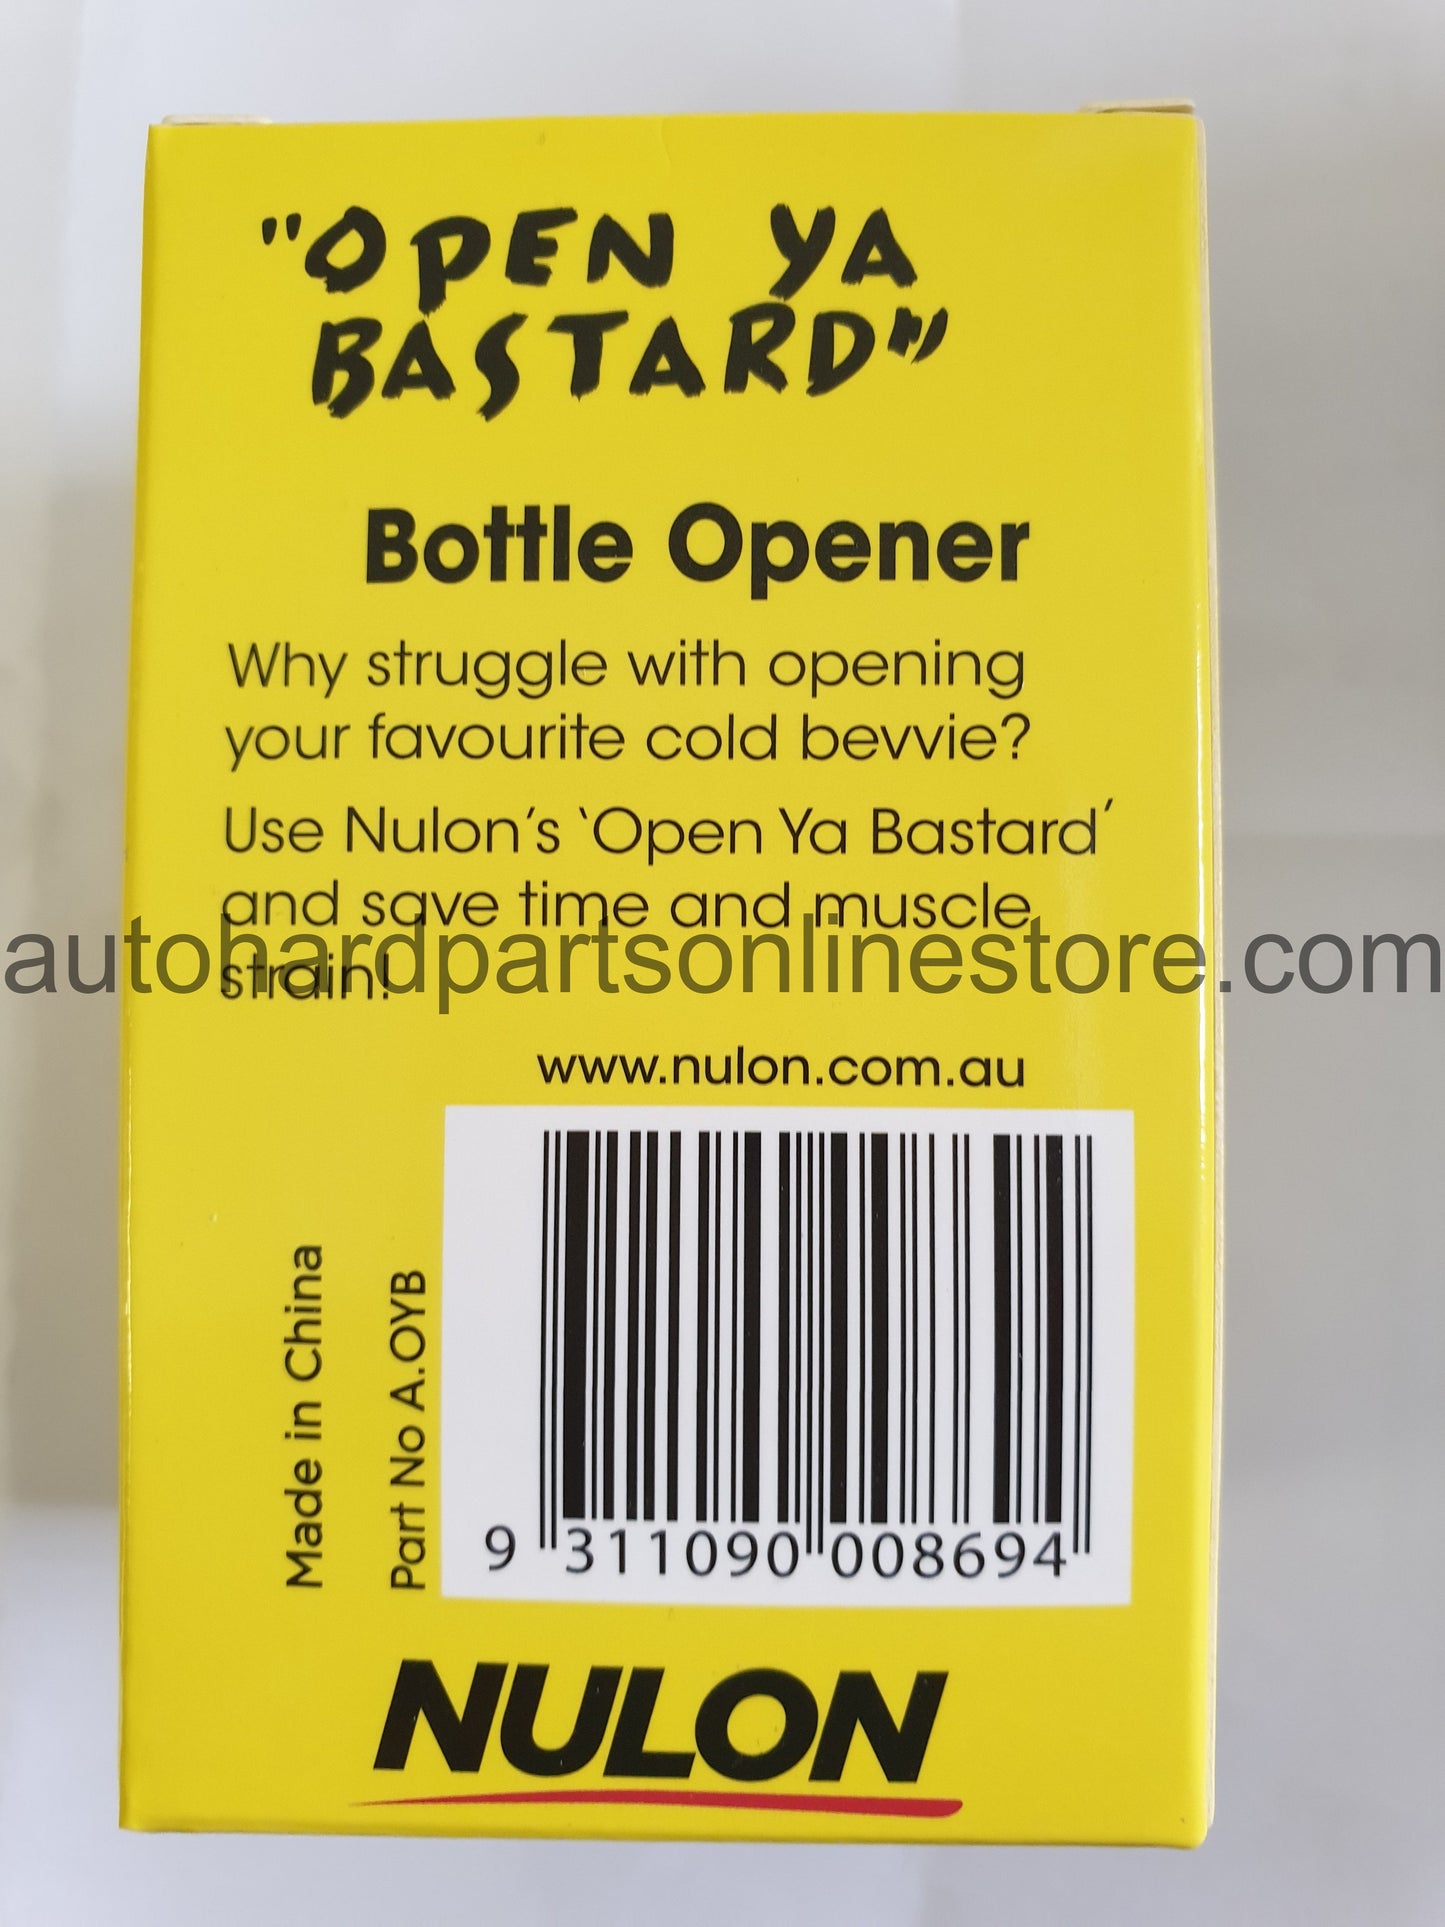 "OPEN YA
BASTARD"
Bottle Opener
Why struggle with opening
your favourite cold bevvie?
Use Nulon's 'Open Ya Bastard'
and save time and muscle
strain!
autohardpartsonlinestore.com
www.nulon.com.au
Made in China
Part No A.OYB
9 311090 008694
NULON